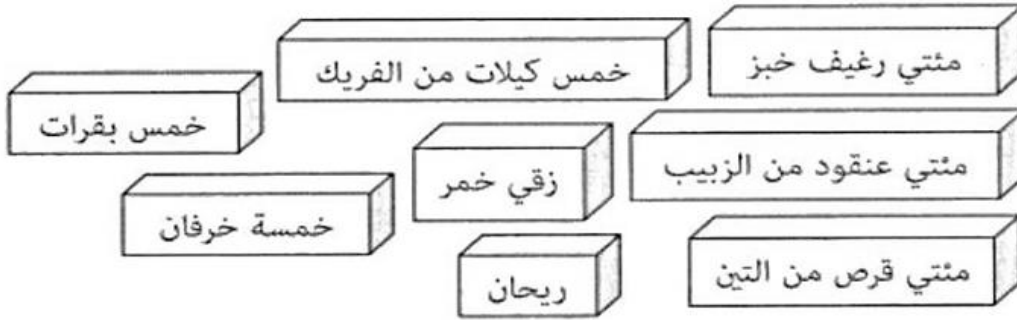 مئتي رغيف خبز
خمس كيلات من الفريك
خمس بقرات
مئتي عنقود من الزبيب
زقي خمر
خمسة خرفان
مئتي قرص من التين
ريحان